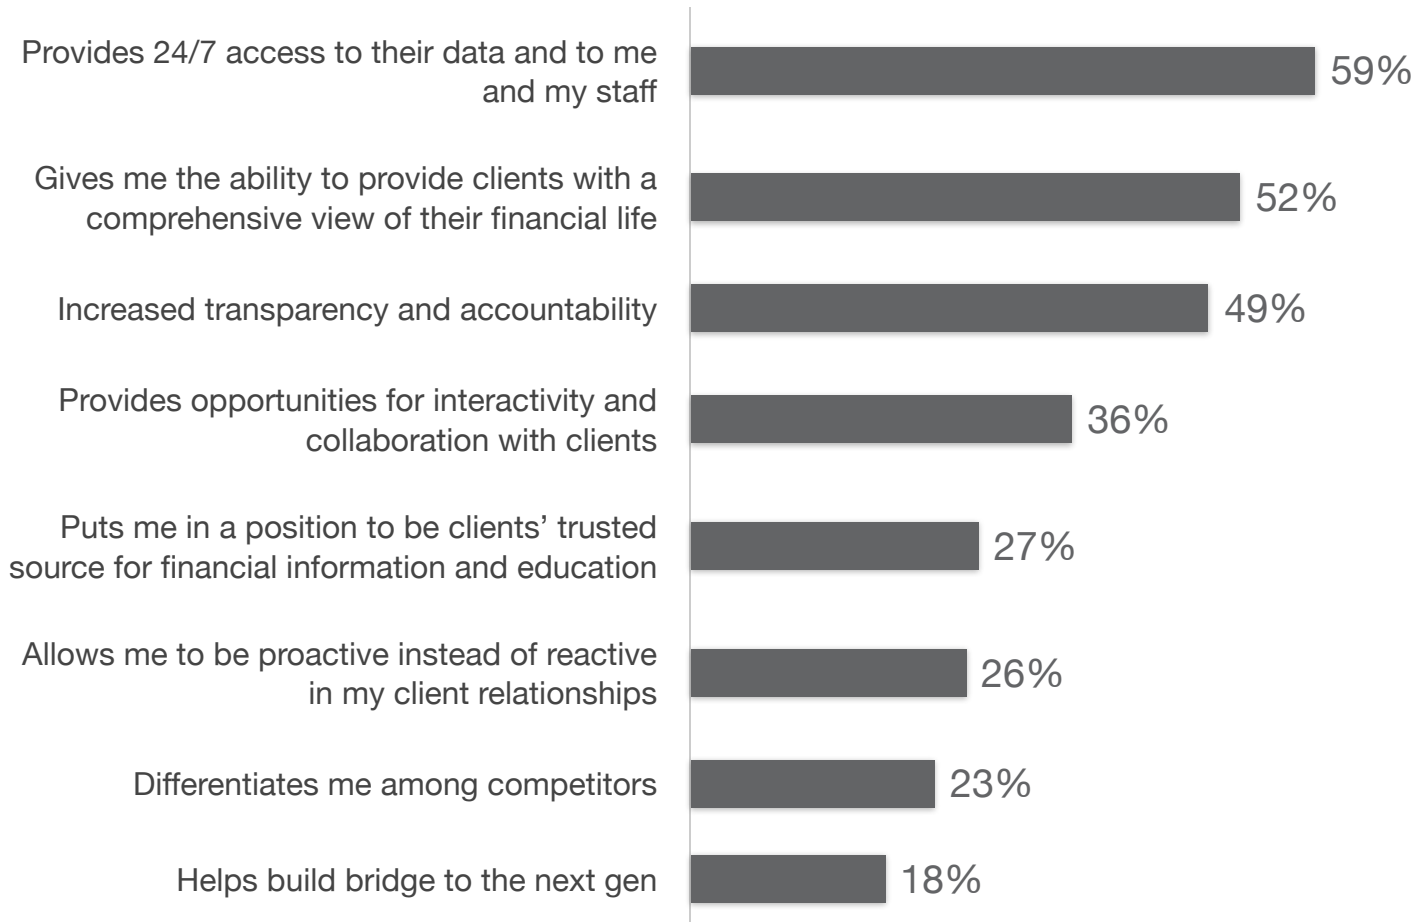 Provides 24/7 access to their data and to me
and my staff
59%
Gives me the ability to provide clients with a
comprehensive view of their financial life
52%
Increased transparency and accountability
49%
Provides opportunities for interactivity and
collaboration with clients
36%
Puts me in a position to be clients’ trusted
source for financial information and education
27%
Allows me to be proactive instead of reactive
in my client relationships
26%
Differentiates me among competitors
23%
Helps build bridge to the next gen
18%